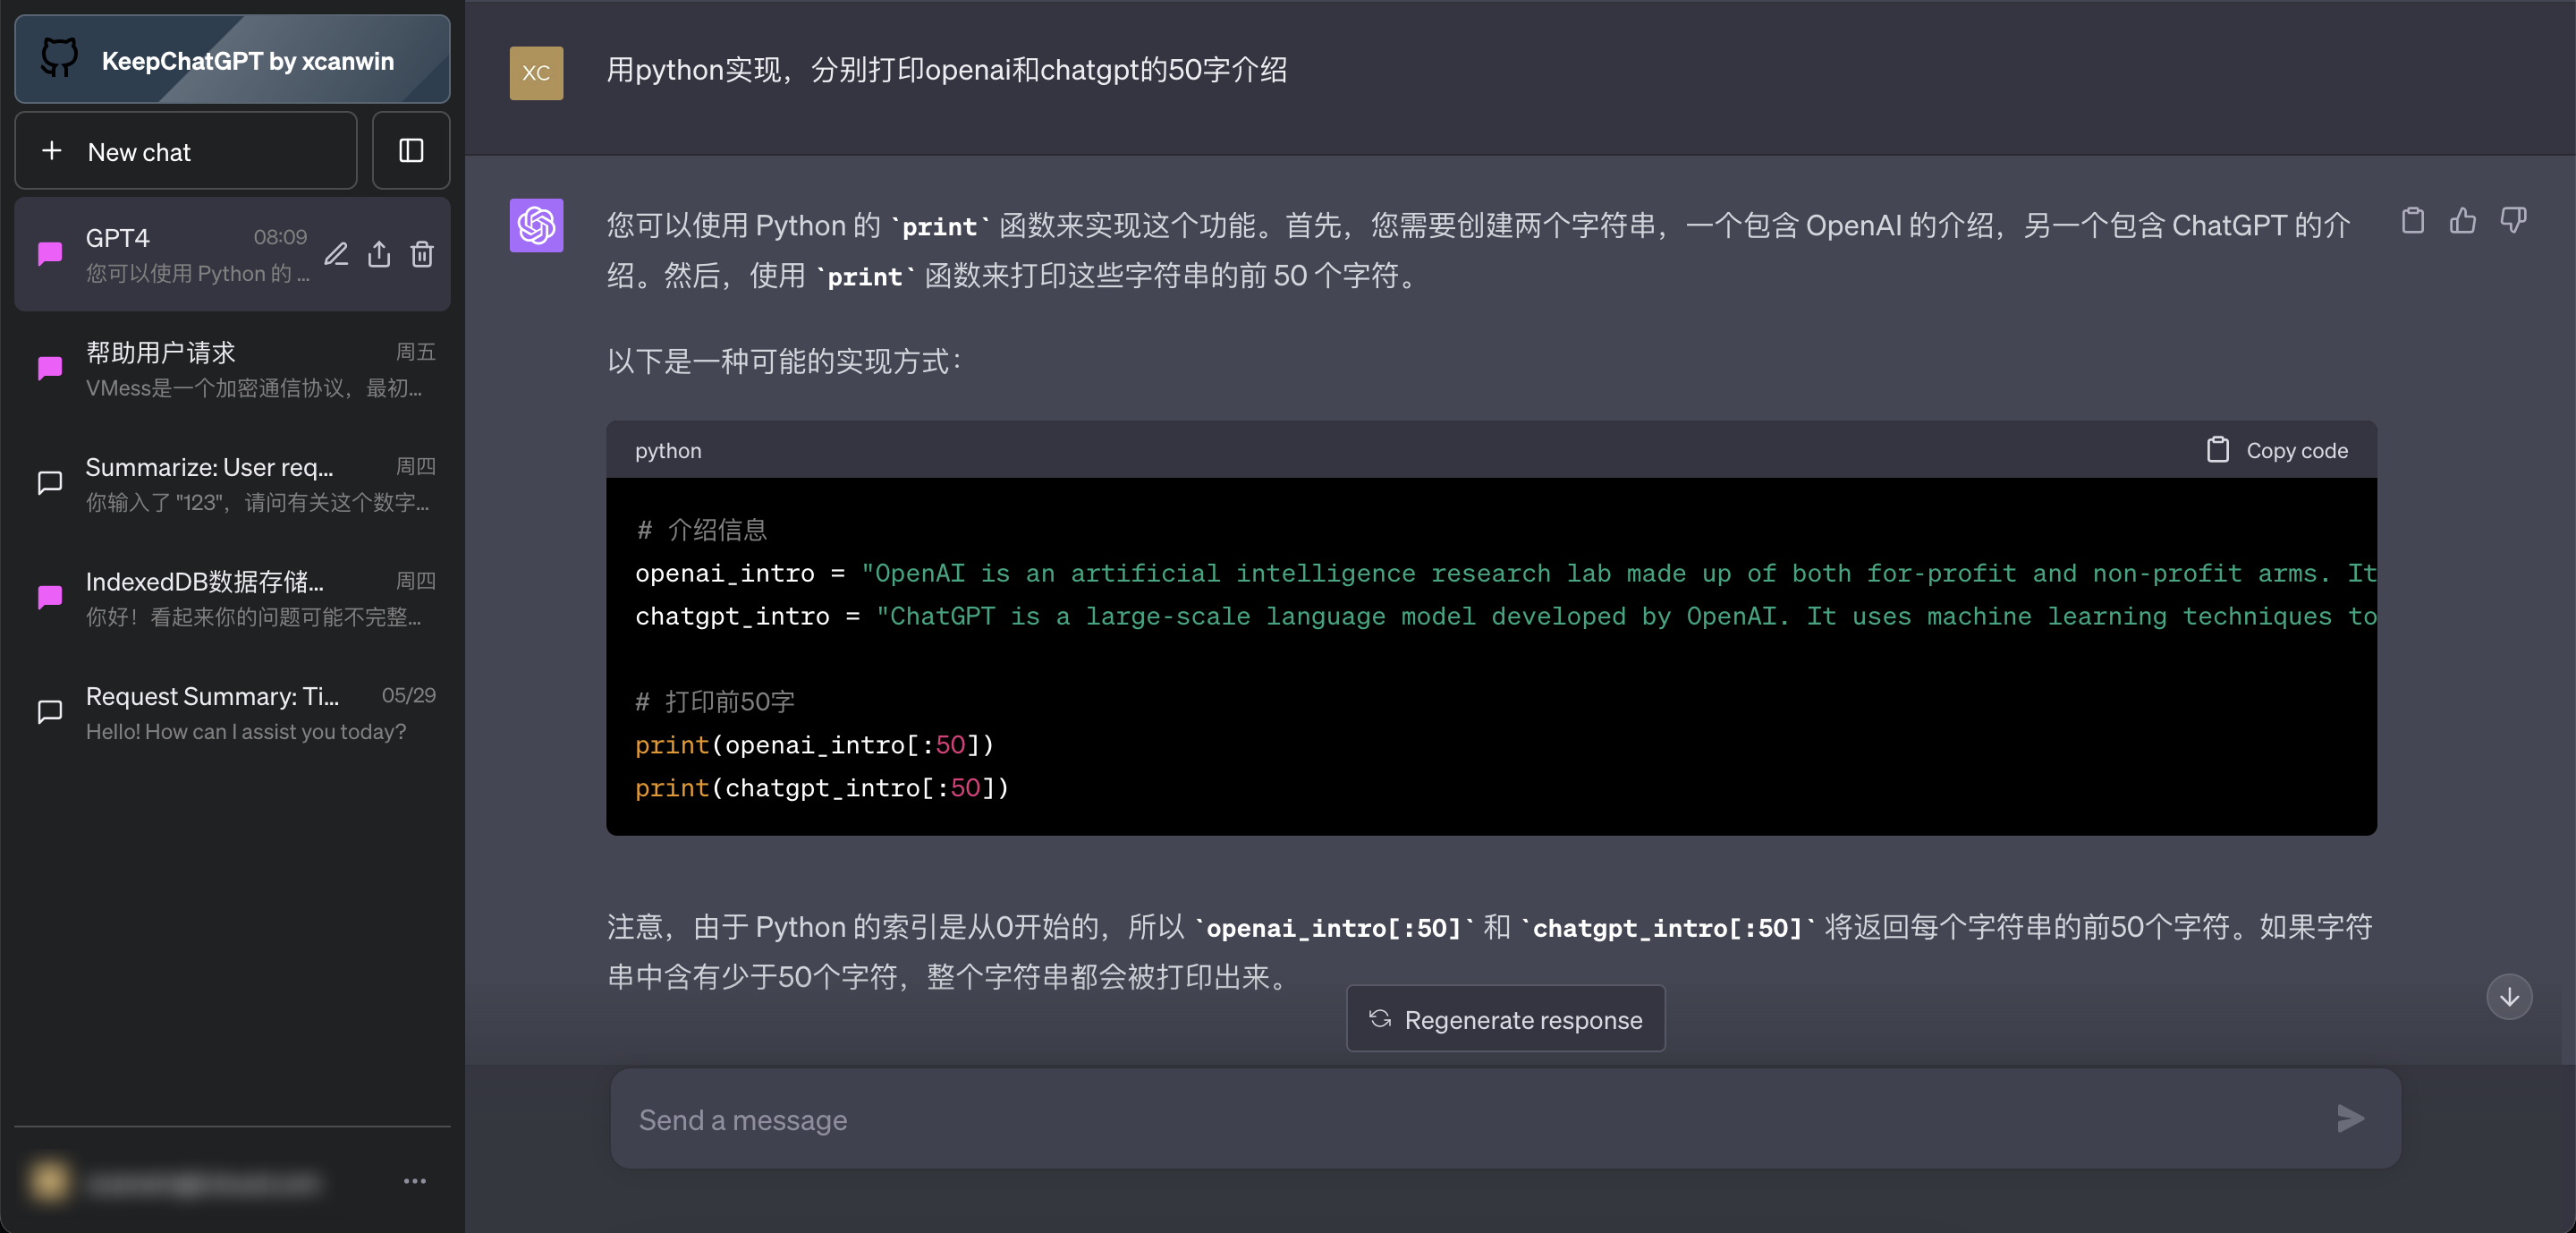 KeepChatGPT by xcanwin
New chat
GPT4
08:09
您可以使用 Python 的 ...
帮助用户请求
周五
VMess是一个加密通信协议，最初...
Summarize: User req...
周四
你输入了 "123"，请问有关这个数字...
IndexedDB数据存储...
周四
你好！看起来你的问题可能不完整...
Request Summary: Ti...
05/29
Hello! How can I assist you today?
XC
用python实现，分别打印openai和chatgpt的50字介绍
您可以使用 Python 的 `print` 函数来实现这个功能。首先，您需要创建两个字符串，一个包含 OpenAI 的介绍，另一个包含 ChatGPT 的介
绍。然后，使用 `print` 函数来打印这些字符串的前 50 个字符。
以下是一种可能的实现方式：
python
Copy code
# 介绍信息
openai_intro = "OpenAI is an artificial intelligence research lab made up of both for-profit and non-profit arms. It
chatgpt_intro = "ChatGPT is a large-scale language model developed by OpenAI. It uses machine learning techniques to
# 打印前50字
print(openai_intro[:50])
print(chatgpt_intro[:50])
注意，由于 Python 的索引是从0开始的，所以 `openai_intro[:50]` 和 `chatgpt_intro[:50]` 将返回每个字符串的前50个字符。如果字符
串中含有少于50个字符，整个字符串都会被打印出来。
Regenerate response
Send a message